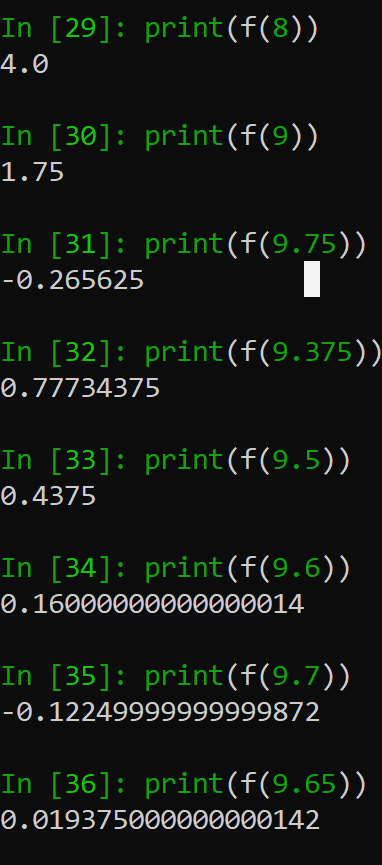 In [29]: print(f(8))
4.0
In [30]: print(f(9))
1.75
In [31]: print(f(9.75))
-0.265625
In [32]: print(f(9.375))
0.77734375
In [33]: print(f(9.5))
0.4375
In [34]: print(f(9.6))
0.16000000000000014
In [35]: print(f(9.7))
-0.12249999999999872
In [36]: print(f(9.65))
0.019375000000000142